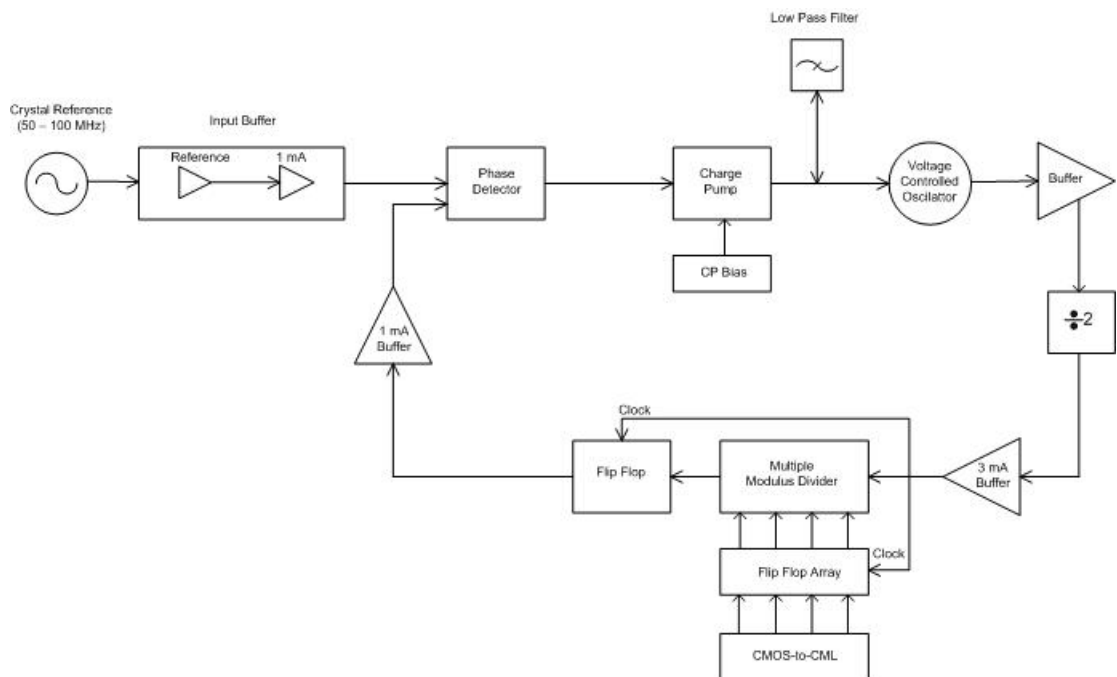 Low Pass Filter
Crystal Reference
(50 – 100 MHz)
Input Buffer
Reference
1 mA
Phase
Detector
Charge
Pump
Voltage
Controlled
Oscilattor
Buffer
CP Bias
÷2
1 mA
Buffer
Clock
Flip Flop
Multiple
Modulus Divider
3 mA
Buffer
Clock
Flip Flop Array
CMOS-to-CML